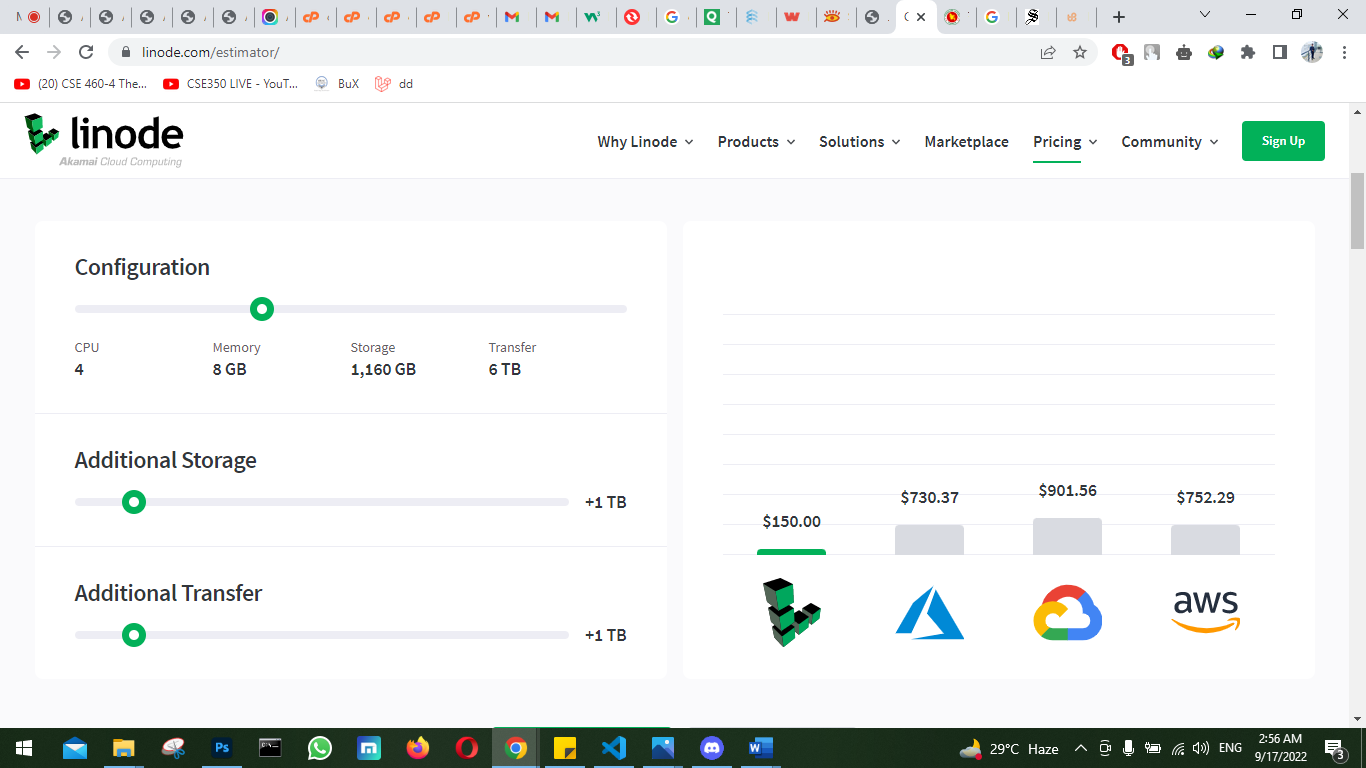 linode.com/estimator/
3
(20) CSE 460-4 The...
CSE350 LIVE - YouT...
BuX
dd
linode
Akamai Cloud Computing
Why Linode
Products
Solutions
Marketplace
Pricing
Community
Sign Up
Configuration
CPU
Memory
Storage
Transfer
4
8 GB
1,160 GB
6 TB
Additional Storage
+1 TB
Additional Transfer
+1 TB
$150.00
$730.37
$901.56
$752.29
aws
Ps
29°C Haze
ENG
2:56 AM
9/17/2022
3